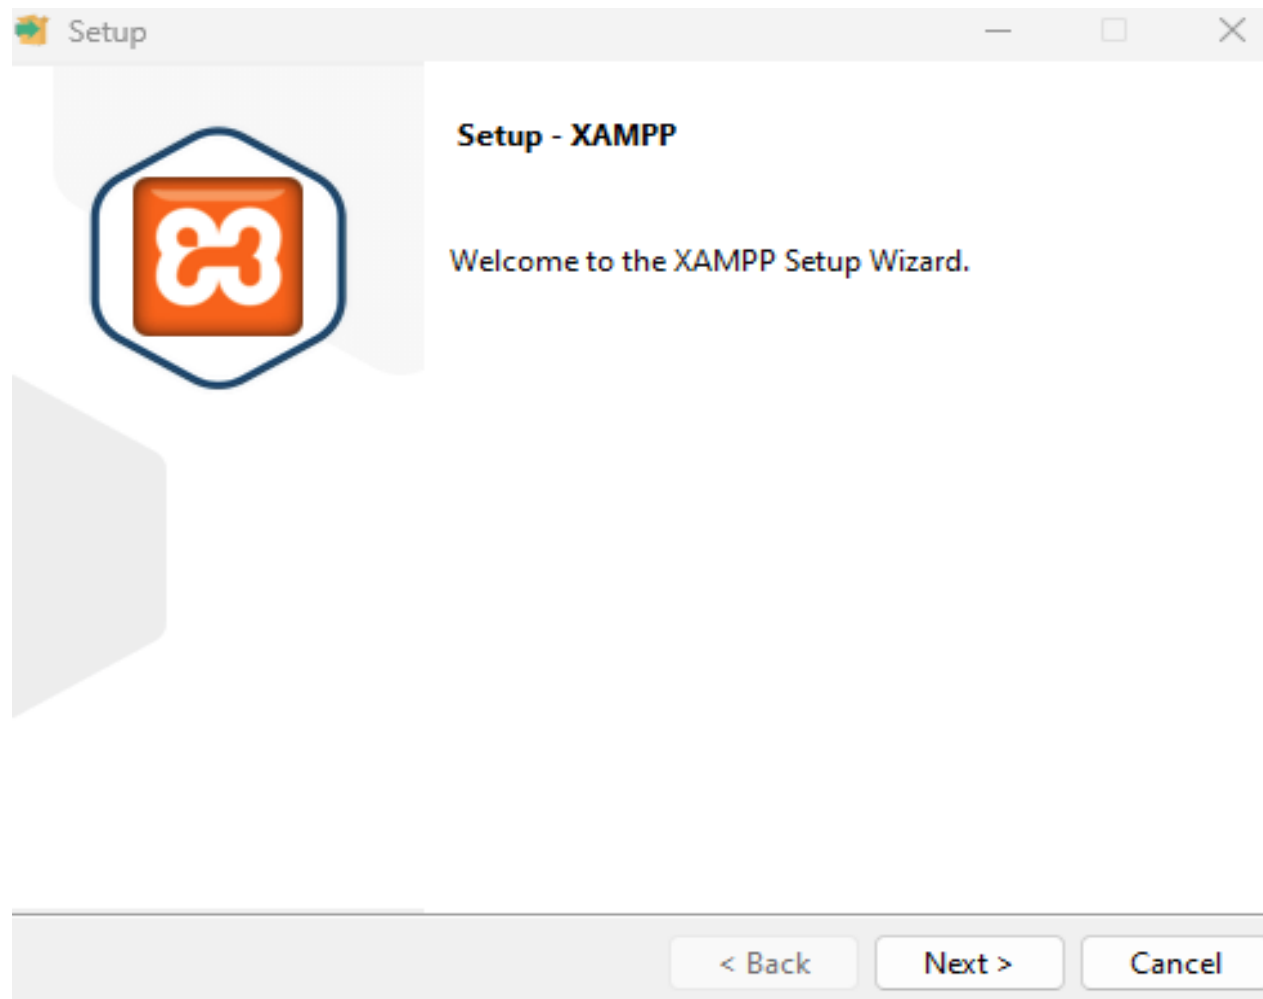 Setup
Setup - XAMPP
Welcome to the XAMPP Setup Wizard.
< Back
Next >
Cancel